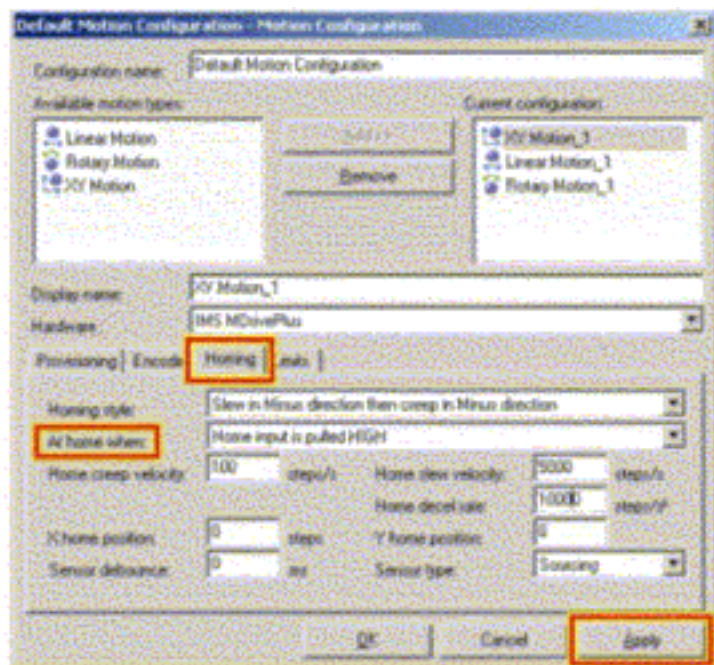 Default Motion Configuration - Motion Configuration
Configuration name: Default Motion Configuration
Available motion types: Current configuration:
Linear Motion
Rotary Motion
XY Motion
Add >>
Remove
XY Motion_1
Linear Motion_1
Rotary Motion_1
Display name: XY Motion_1
Hardware: IMS MDrivePlus
Provisioning Encode Homing Limits
Homing style: Slew in Minus direction then creep in Minus direction
At home when: Home input is pulled HIGH
Home creep velocity: 100 steps/s Home slew velocity: 5000 steps/s
Home decel rate: steps/s²
X home position: 0 steps Y home position: 0
Sensor debounce: 0 ms Sensor type: Sourcing
OK Cancel Apply